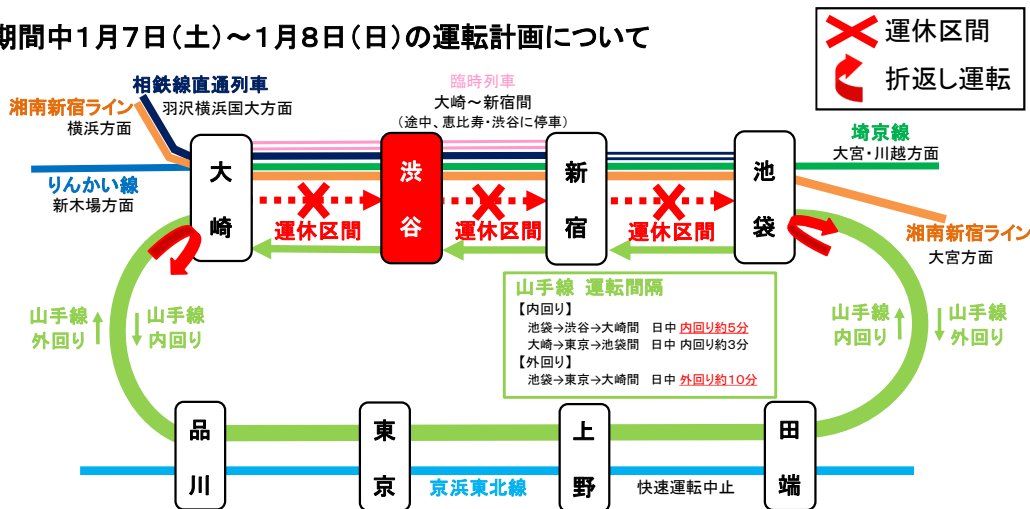 期間中1月7日(土)～1月8日(日)の運転計画について
運休区間
折返し運転
相鉄線直通列車
羽沢横浜国大方面
湘南新宿ライン
横浜方面
りんかい線
新木場方面
臨時列車
大崎～新宿間
(途中、恵比寿・渋谷に停車)
埼京線
大宮・川越方面
湘南新宿ライン
大宮方面
大崎
渋谷
新宿
池袋
運休区間
運休区間
運休区間
山手線 運転間隔
【内回り】
池袋→渋谷→大崎間 日中 内回り約5分
大崎→東京→池袋間 日中 内回り約3分
【外回り】
池袋→東京→大崎間 日中 外回り約10分
山手線
外回り
山手線
内回り
山手線
内回り
山手線
外回り
品川
東京
上野
田端
京浜東北線
快速運転中止